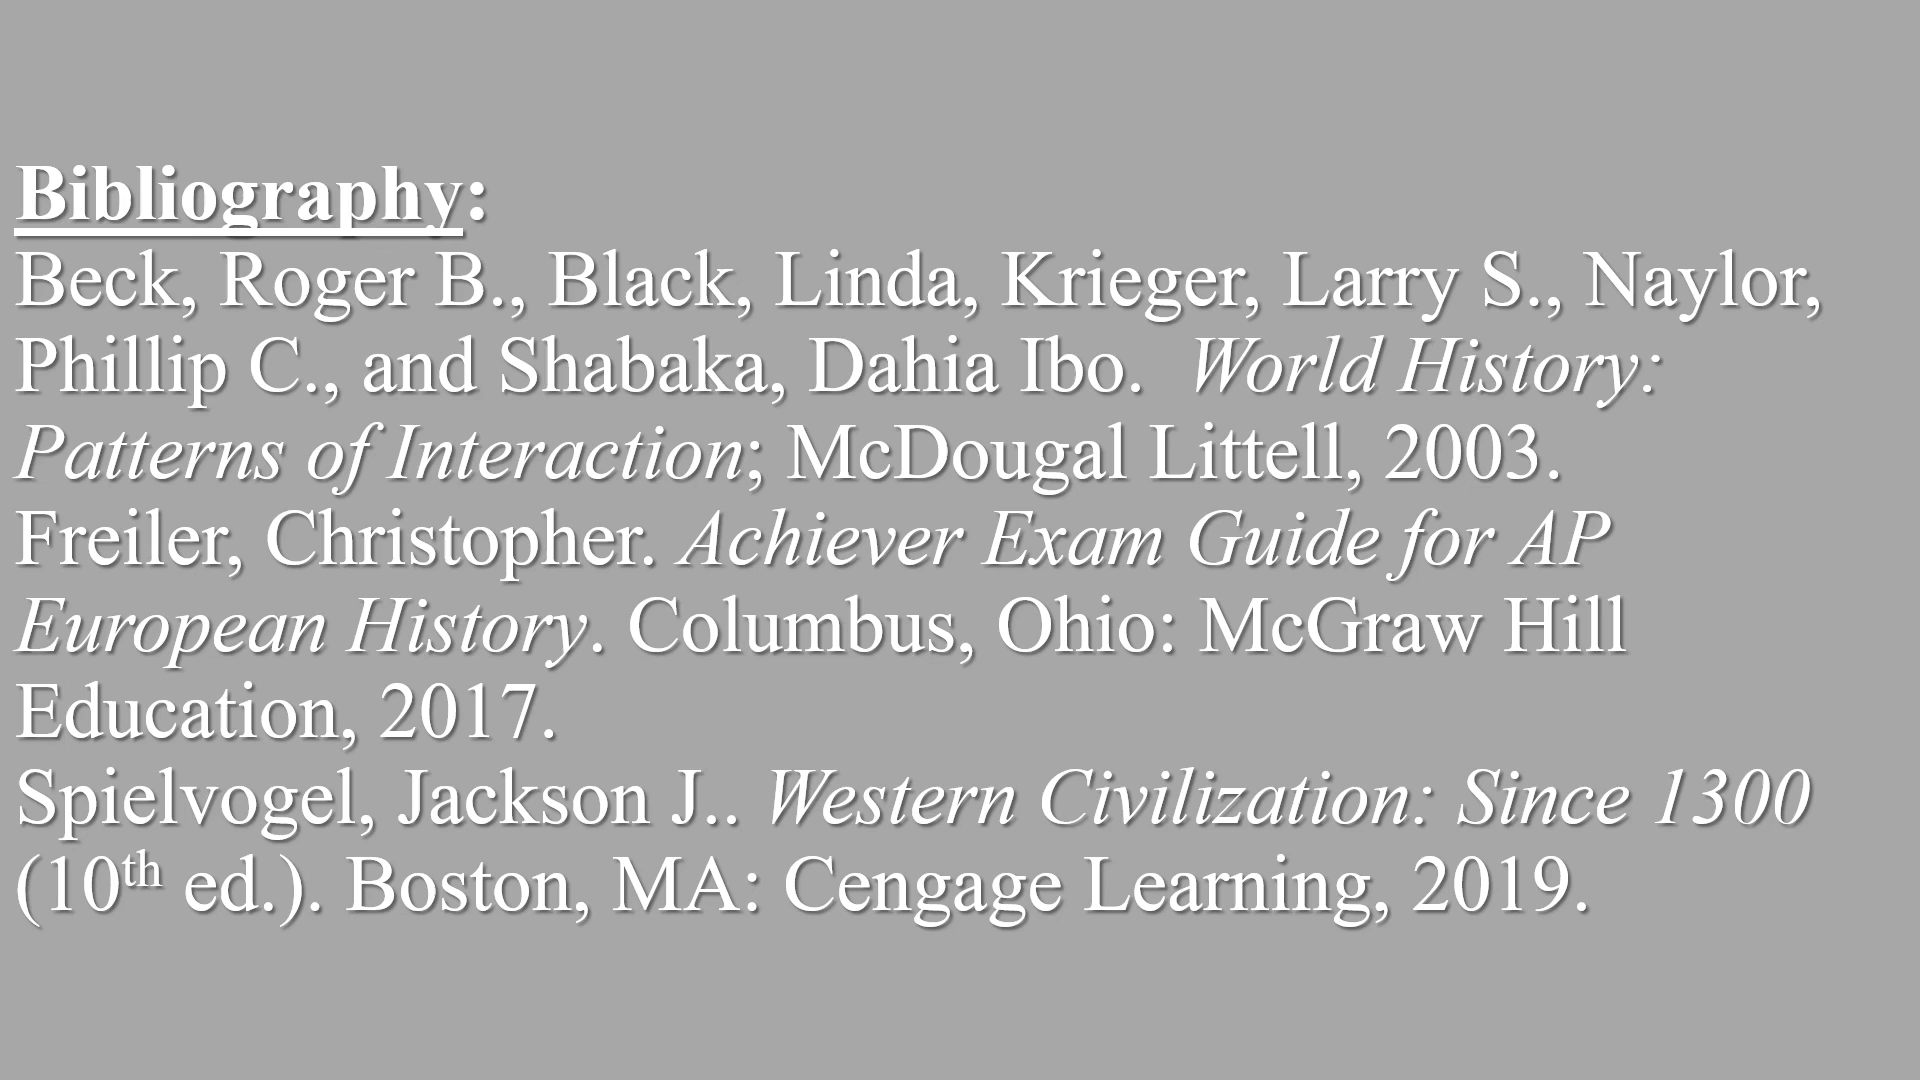 Bibliography:
Beck, Roger B., Black, Linda, Krieger, Larry S., Naylor,
Phillip C., and Shabaka, Dahia Ibo.  World History:
Patterns of Interaction; McDougal Littell, 2003.
Freiler, Christopher. Achiever Exam Guide for AP
European History. Columbus, Ohio: McGraw Hill
Education, 2017.
Spielvogel, Jackson J.. Western Civilization: Since 1300
(10th ed.). Boston, MA: Cengage Learning, 2019.